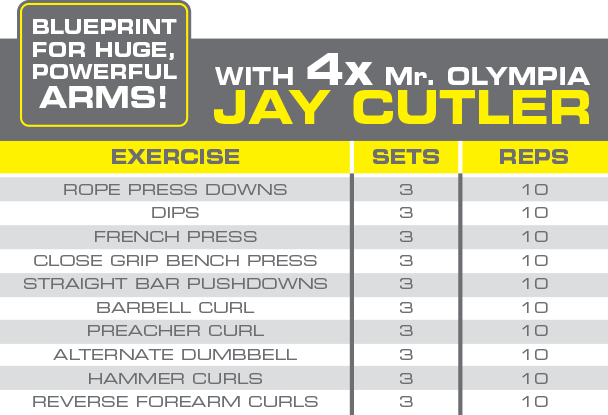 BLUEPRINT
FOR HUGE,
POWERFUL
ARMS!
WITH 4x Mr. OLYMPIA
JAY CUTLER
EXERCISE SETS REPS
ROPE PRESS DOWNS 3 10
DIPS 3 10
FRENCH PRESS 3 10
CLOSE GRIP BENCH PRESS 3 10
STRAIGHT BAR PUSHDOWNS 3 10
BARBELL CURL 3 10
PREACHER CURL 3 10
ALTERNATE DUMBBELL 3 10
HAMMER CURLS 3 10
REVERSE FOREARM CURLS 3 10